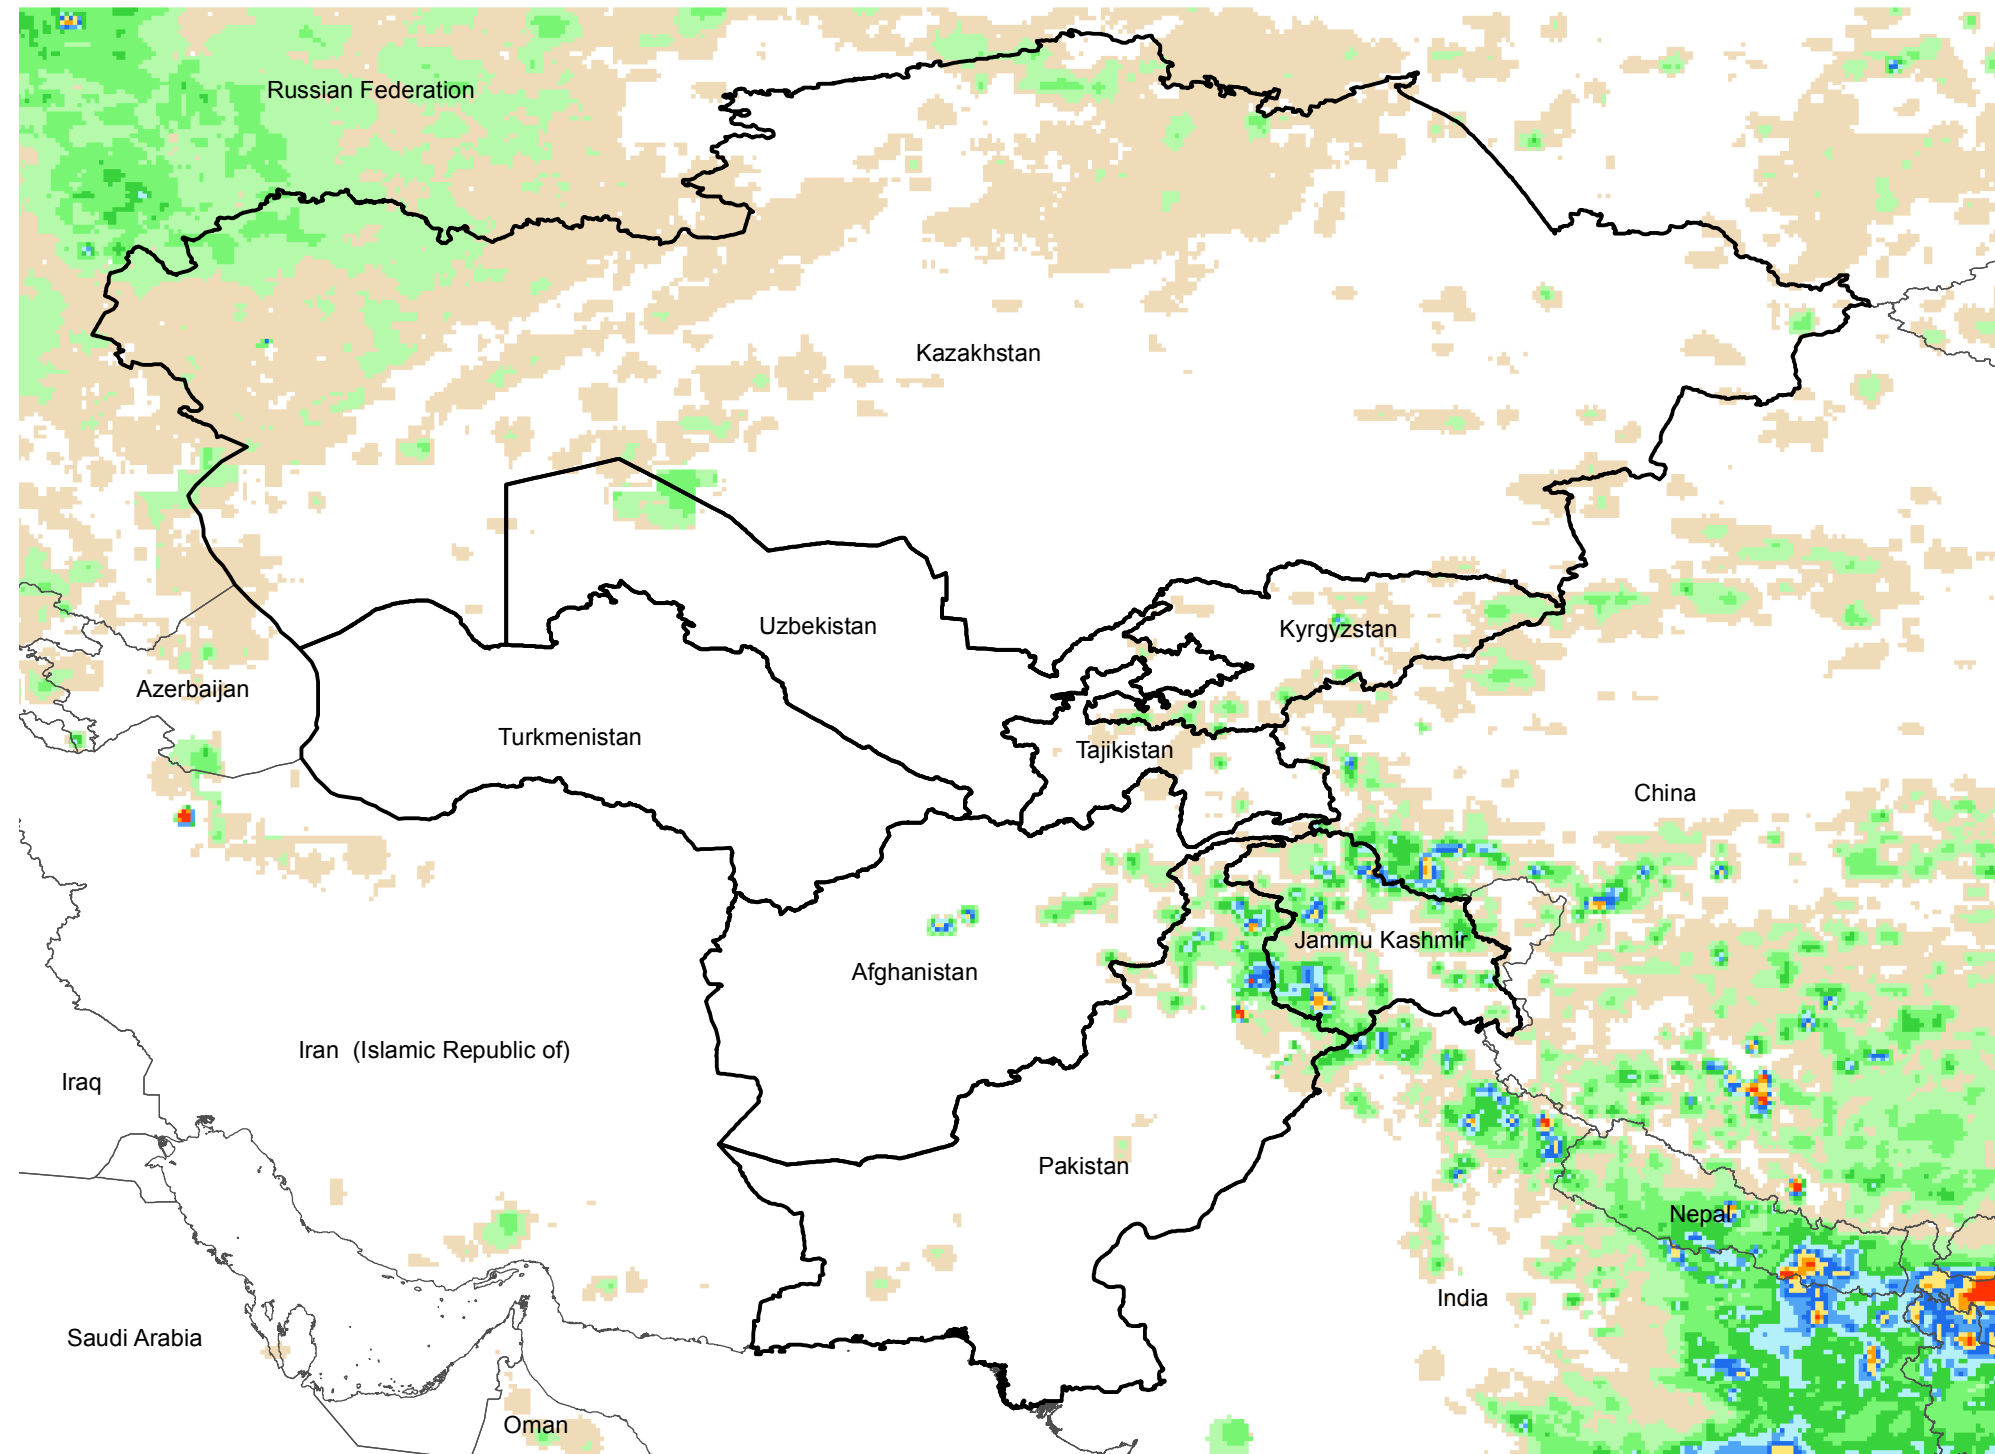 Russian Federation
Kazakhstan
Uzbekistan
Kyrgyzstan
Azerbaijan
Turkmenistan
Tajikistan
China
Jammu Kashmir
Afghanistan
Iran (Islamic Republic of)
Iraq
Pakistan
Nepal
India
Saudi Arabia
Oman